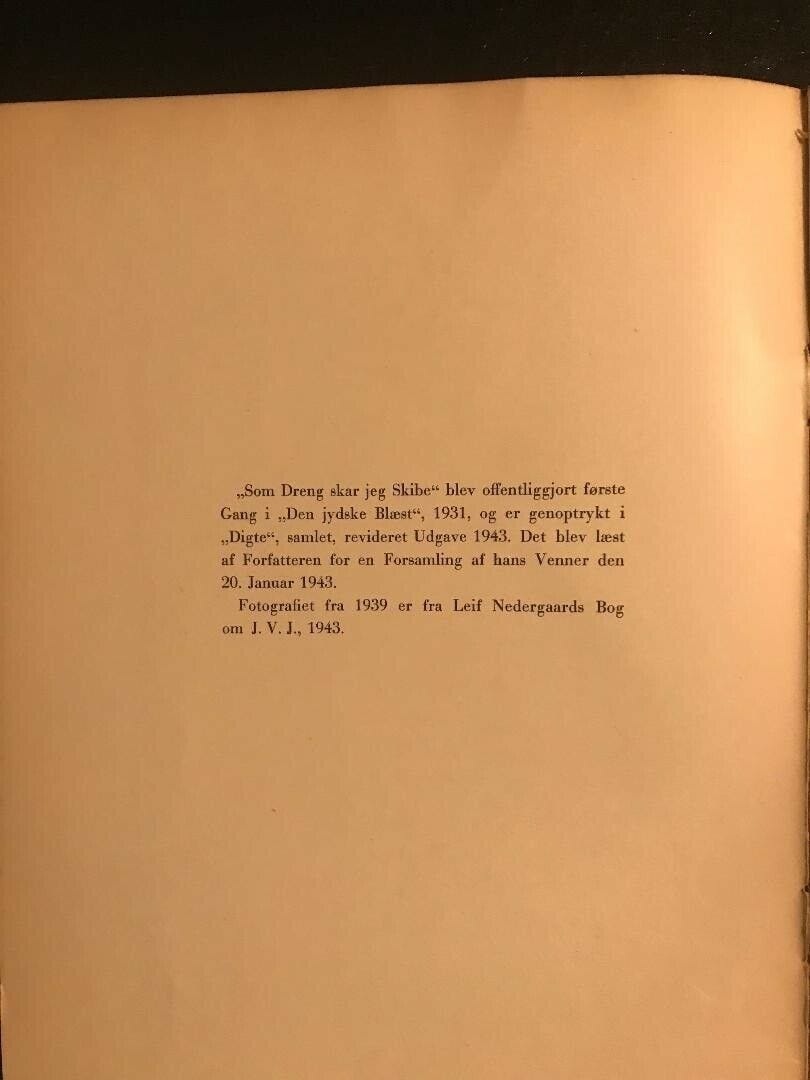 „Som Dreng skar jeg Skibe“ blev offentliggjort første
Gang i „Den jydske Blæst“, 1931, og er genoptrykt i
„Digte“, samlet, revideret Udgave 1943. Det blev læst
af Forfatteren for en Forsamling af hans Venner den
20. Januar 1943.
Fotografiet fra 1939 er fra Leif Nedergaards Bog
om J. V. J., 1943.